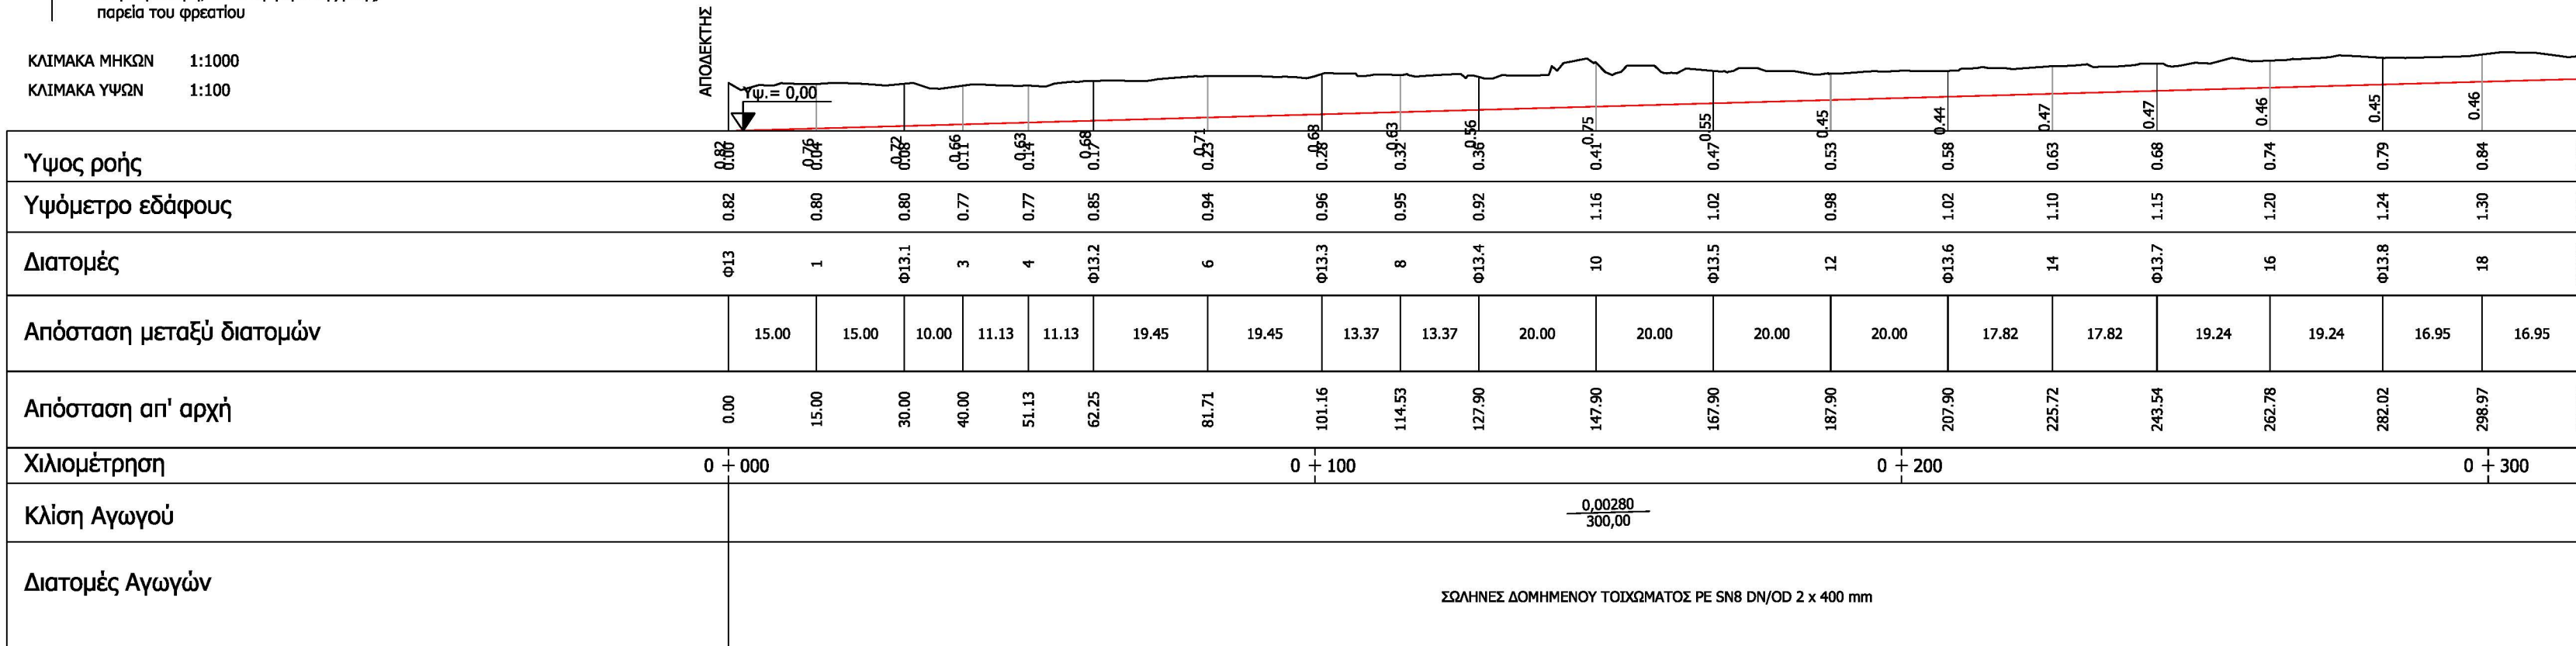 παρεία του φρεατίου
ΚΛΙΜΑΚΑ ΜΗΚΩΝ 1:1000
ΚΛΙΜΑΚΑ ΥΨΩΝ 1:100
ΑΠΟΔΕΚΤΗΣ
Υψ.= 0,00
0.82 0.76 0.72 0.66 0.63 0.68 0.71 0.68 0.63 0.56 0.75 0.55 0.45 0.44 0.47 0.47 0.46 0.45 0.46
Ύψος ροής 0.00 0.04 0.08 0.11 0.14 0.17 0.23 0.28 0.32 0.36 0.41 0.47 0.53 0.58 0.63 0.68 0.74 0.79 0.84
Υψόμετρο εδάφους 0.82 0.80 0.80 0.77 0.77 0.85 0.94 0.96 0.95 0.92 1.16 1.02 0.98 1.02 1.10 1.15 1.20 1.24 1.30
Διατομές Φ13 1 Φ13.1 3 4 Φ13.2 6 Φ13.3 8 Φ13.4 10 Φ13.5 12 Φ13.6 14 Φ13.7 16 Φ13.8 18
Απόσταση μεταξύ διατομών 15.00 15.00 10.00 11.13 11.13 19.45 19.45 13.37 13.37 20.00 20.00 20.00 20.00 17.82 17.82 19.24 19.24 16.95 16.95
Απόσταση απ' αρχή 0.00 15.00 30.00 40.00 51.13 62.25 81.71 101.16 114.53 127.90 147.90 167.90 187.90 207.90 225.72 243.54 262.78 282.02 298.97
Χιλιομέτρηση 0 + 000 0 + 100 0 + 200 0 + 300
Κλίση Αγωγού
0,00280
300,00
Διατομές Αγωγών
ΣΩΛΗΝΕΣ ΔΟΜΗΜΕΝΟΥ ΤΟΙΧΩΜΑΤΟΣ PE SN8 DN/OD 2 x 400 mm